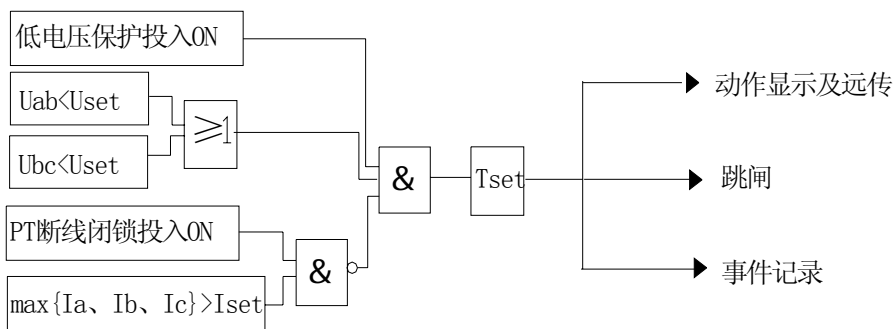 低电压保护投入ON
Uab<Uset
Ubc<Uset
≥1
PT断线闭锁投入ON
max{Ia、Ib、Ic}>Iset
&
&
Tset
动作显示及远传
跳闸
事件记录